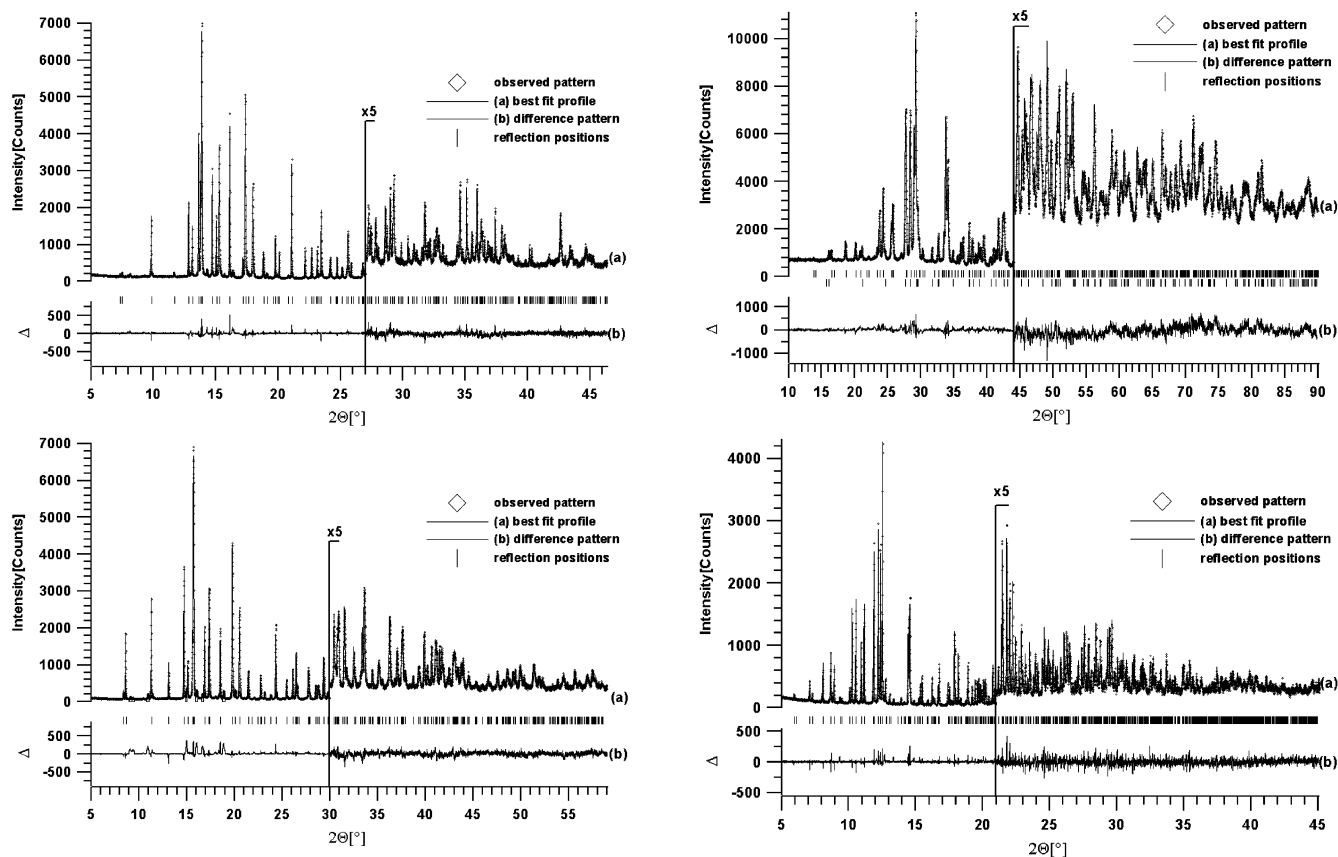 7000
6000
5000
4000
3000
2000
1000
0
500
0
-500
Intensity[Counts]
Δ
x5
observed pattern
(a) best fit profile
(b) difference pattern
reflection positions
(a)
(b)
5 10 15 20 25 30 35 40 45
2Θ[°]
10000
8000
6000
4000
2000
0
1000
0
-1000
Intensity[Counts]
Δ
x5
observed pattern
(a) best fit profile
(b) difference pattern
reflection positions
(a)
(b)
10 15 20 25 30 35 40 45 50 55 60 65 70 75 80 85 90
2Θ[°]
7000
6000
5000
4000
3000
2000
1000
0
500
0
-500
Intensity[Counts]
Δ
x5
observed pattern
(a) best fit profile
(b) difference pattern
reflection positions
(a)
(b)
5 10 15 20 25 30 35 40 45 50 55
2Θ[°]
4000
3000
2000
1000
0
500
0
-500
Intensity[Counts]
Δ
x5
observed pattern
(a) best fit profile
(b) difference pattern
reflection positions
(a)
(b)
5 10 15 20 25 30 35 40 45
2Θ[°]